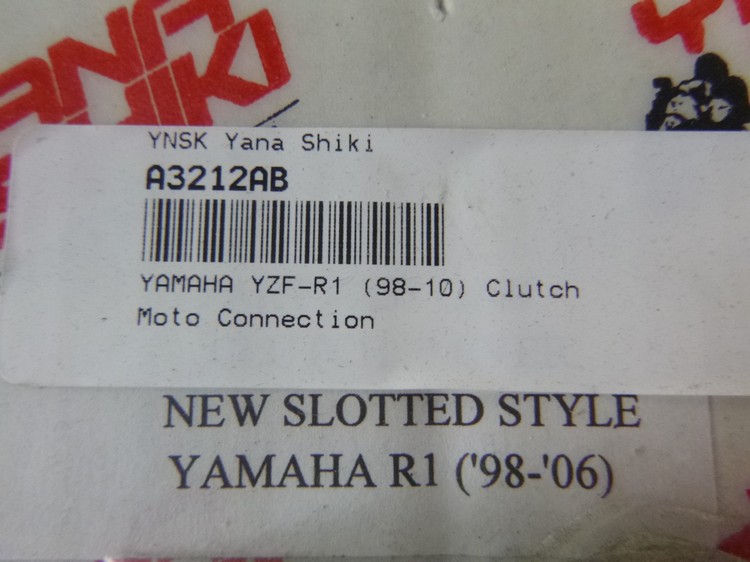 YNSK Yana Shiki
A3212AB
YAMAHA YZF-R1 (98-10) Clutch
Moto Connection
NEW SLOTTED STYLE
YAMAHA R1 ('98-'06)